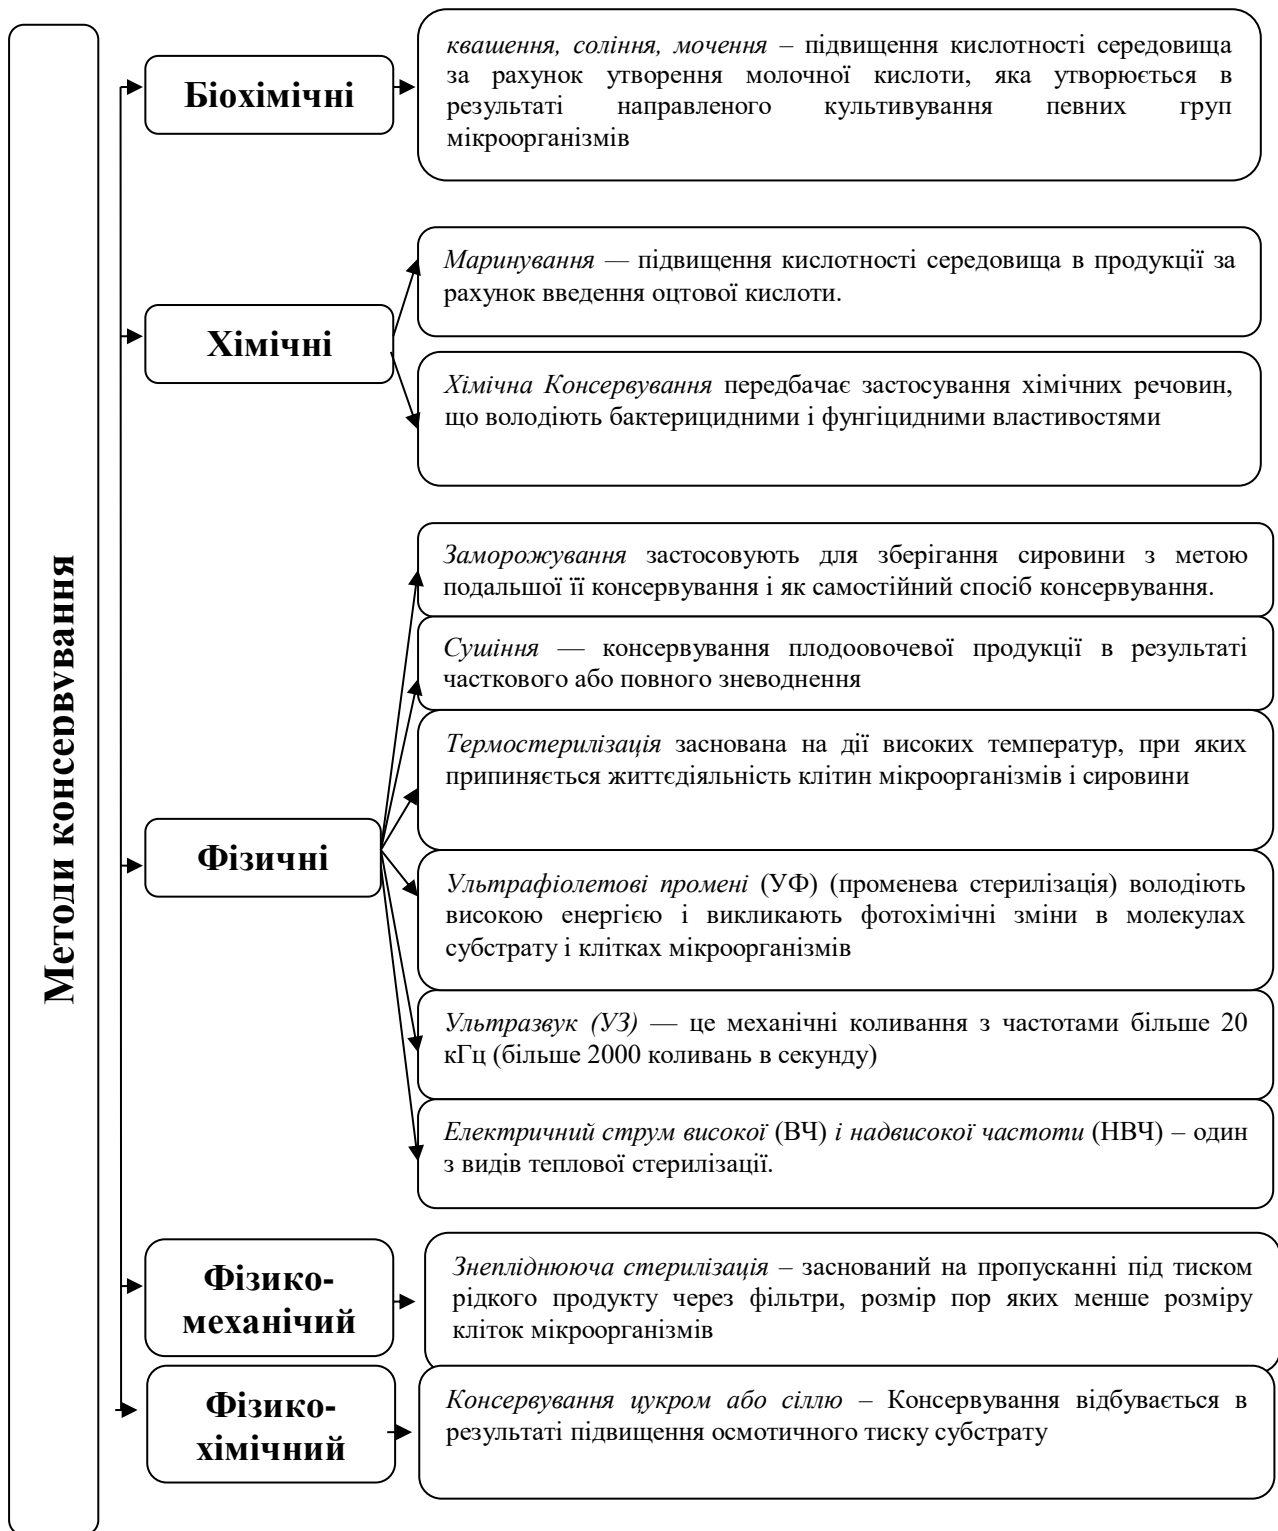 Методи консервування
Біохімічні
квашення, соління, мочення – підвищення кислотності середовища
за рахунок утворення молочної кислоти, яка утворюється в
результаті направленого культивування певних груп
мікроорганізмів
Хімічні
Маринування — підвищення кислотності середовища в продукції за
рахунок введення оцтової кислоти.
Хімічна Консервування передбачає застосування хімічних речовин,
що володіють бактерицидними і фунгіцидними властивостями
Фізичні
Заморожування застосовують для зберігання сировини з метою
подальшої її консервування і як самостійний спосіб консервування.
Сушіння — консервування плодоовочевої продукції в результаті
часткового або повного зневоднення
Термостерилізація заснована на дії високих температур, при яких
припиняється життєдіяльність клітин мікроорганізмів і сировини
Ультрафіолетові промені (УФ) (променева стерилізація) володіють
високою енергією і викликають фотохімічні зміни в молекулах
субстрату і клітках мікроорганізмів
Ультразвук (УЗ) — це механічні коливання з частотами більше 20
кГц (більше 2000 коливань в секунду)
Електричний струм високої (ВЧ) і надвисокої частоти (НВЧ) – один
з видів теплової стерилізації.
Фізико-
механічий
Знепліднююча стерилізація – заснований на пропусканні під тиском
рідкого продукту через фільтри, розмір пор яких менше розміру
кліток мікроорганізмів
Фізико-
хімічний
Консервування цукром або сіллю – Консервування відбувається в
результаті підвищення осмотичного тиску субстрату